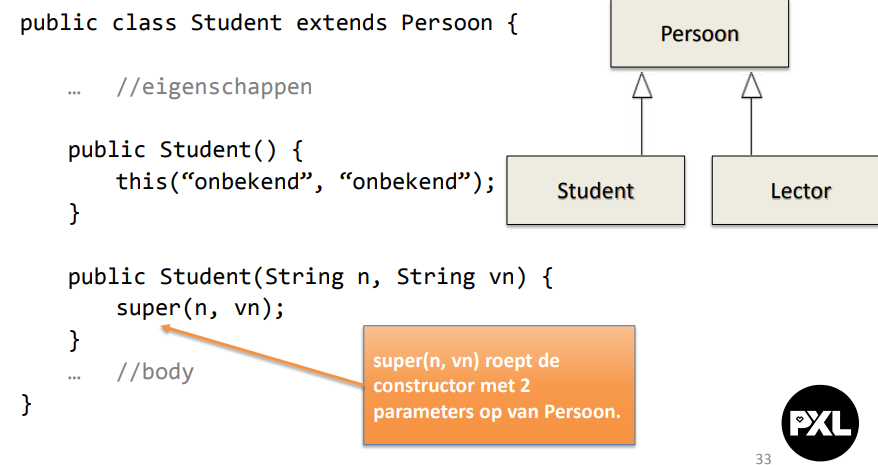 public class Student extends Persoon {
… //eigenschappen
public Student() {
this(“onbekend”, “onbekend”);
}
public Student(String n, String vn) {
super(n, vn);
}
… //body
}
Persoon
Student
Lector
super(n, vn) roept de
constructor met 2
parameters op van Persoon.
PXL
33